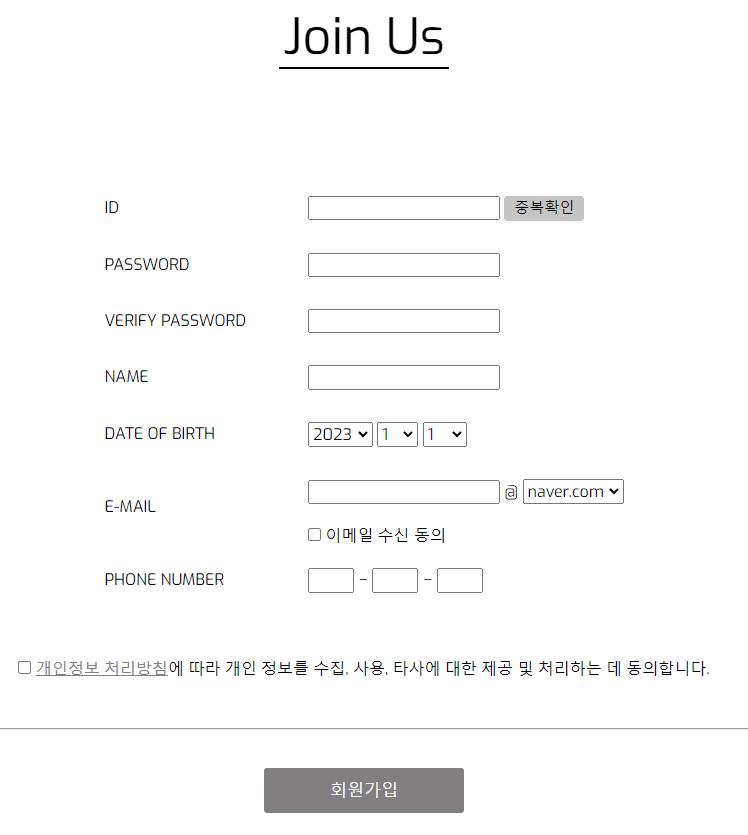 Join Us
ID 중복확인
PASSWORD
VERIFY PASSWORD
NAME
DATE OF BIRTH 2023 1 1
E-MAIL @ naver.com
이메일 수신 동의
PHONE NUMBER - -
개인정보 처리방침에 따라 개인 정보를 수집, 사용, 타사에 대한 제공 및 처리하는 데 동의합니다.
회원가입